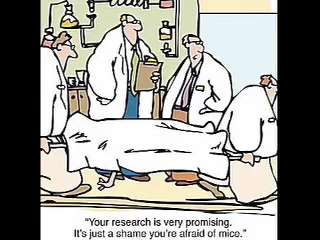 "Your research is very promising.
It's just a shame you're afraid of mice."